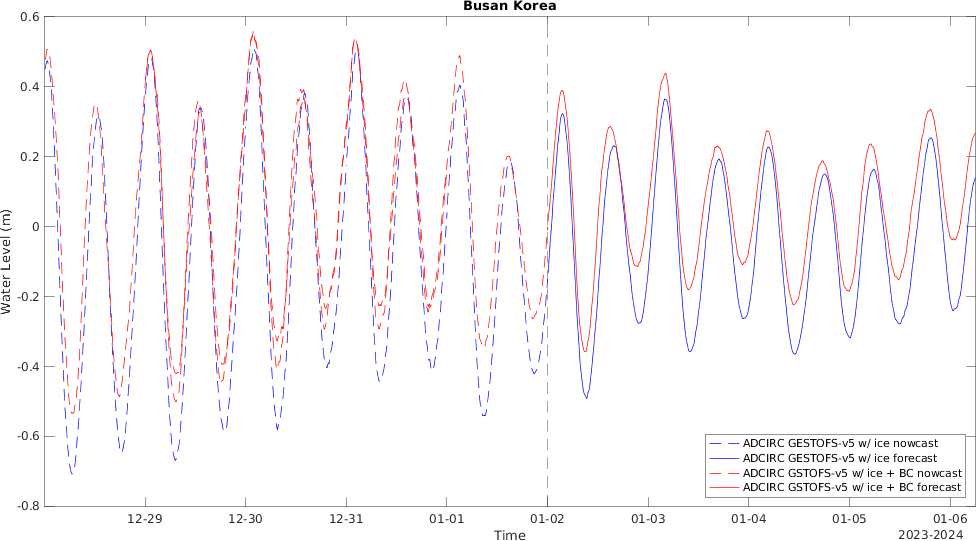 Busan Korea
0.6
0.4
0.2
0
-0.2
-0.4
-0.6
-0.8
Water Level (m)
ADCIRC GESTOFS-v5 w/ ice nowcast
ADCIRC GESTOFS-v5 w/ ice forecast
ADCIRC GSTOFS-v5 w/ ice + BC nowcast
ADCIRC GSTOFS-v5 w/ ice + BC forecast
12-29 12-30 12-31 01-01 01-02 01-03 01-04 01-05 01-06
Time
2023-2024